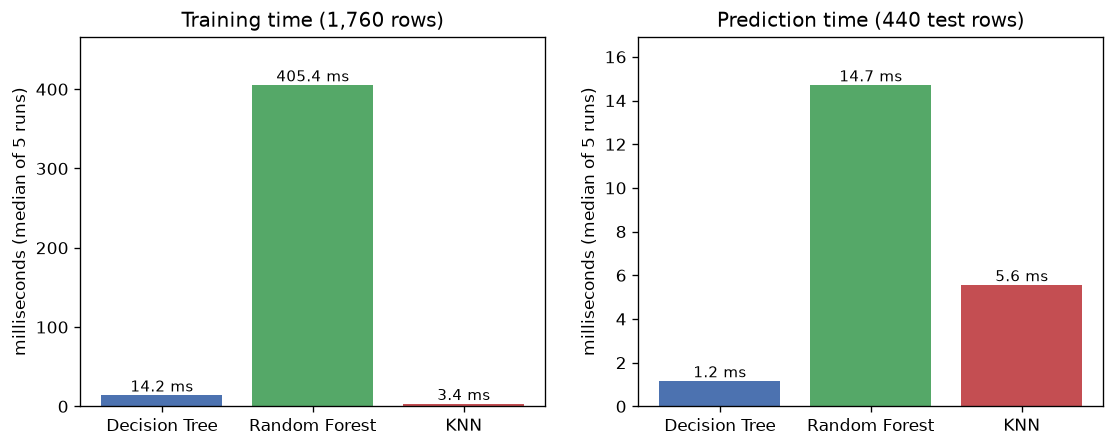 Training time (1,760 rows)
milliseconds (median of 5 runs)
400
300
200
100
0
14.2 ms
405.4 ms
3.4 ms
Decision Tree
Random Forest
KNN
Prediction time (440 test rows)
milliseconds (median of 5 runs)
16
14
12
10
8
6
4
2
0
1.2 ms
14.7 ms
5.6 ms
Decision Tree
Random Forest
KNN